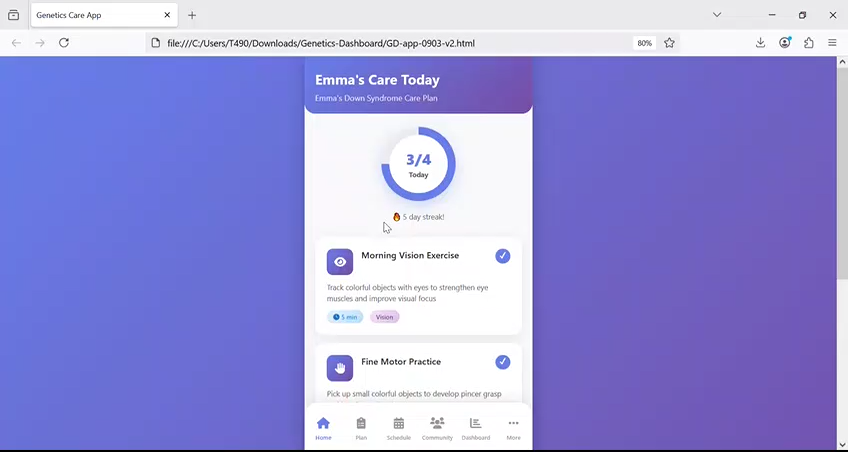 Genetics Care App
file:///C:/Users/T490/Downloads/Genetics-Dashboard/GD-app-0903-v2.html
80%
Emma's Care Today
Emma's Down Syndrome Care Plan
3/4
Today
🔥 5 day streak!
Morning Vision Exercise
Track colorful objects with eyes to strengthen eye
muscles and improve visual focus
5 min
Vision
Fine Motor Practice
Pick up small colorful objects to develop pincer grasp
Home
Plan
Schedule
Community
Dashboard
More